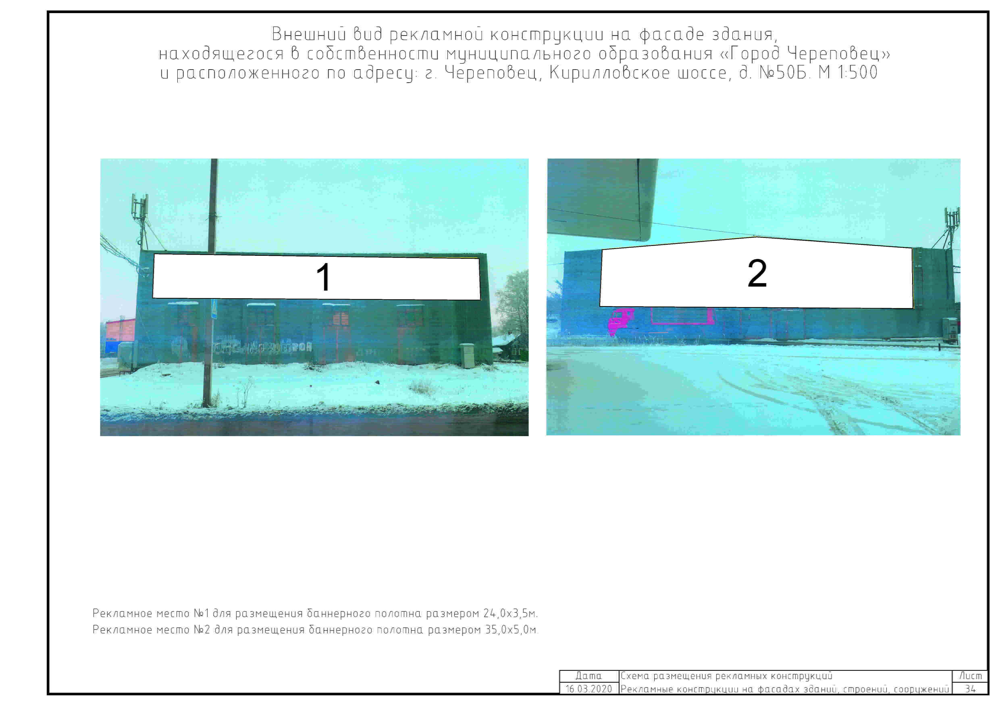 Внешний вид рекламной конструкции на фасаде здания,
находящегося в собственности муниципального образования «Город Череповец»
и расположенного по адресу: г. Череповец, Кирилловское шоссе, д. №50Б. М 1:500
1
2
Рекламное место №1 для размещения баннерного полотна размером 24,0х3,5м.
Рекламное место №2 для размещения баннерного полотна размером 35,0х5,0м.
Дата
Схема размещения рекламных конструкций
Лист
16.03.2020
Рекламные конструкции на фасадах зданий, строений, сооружений
34